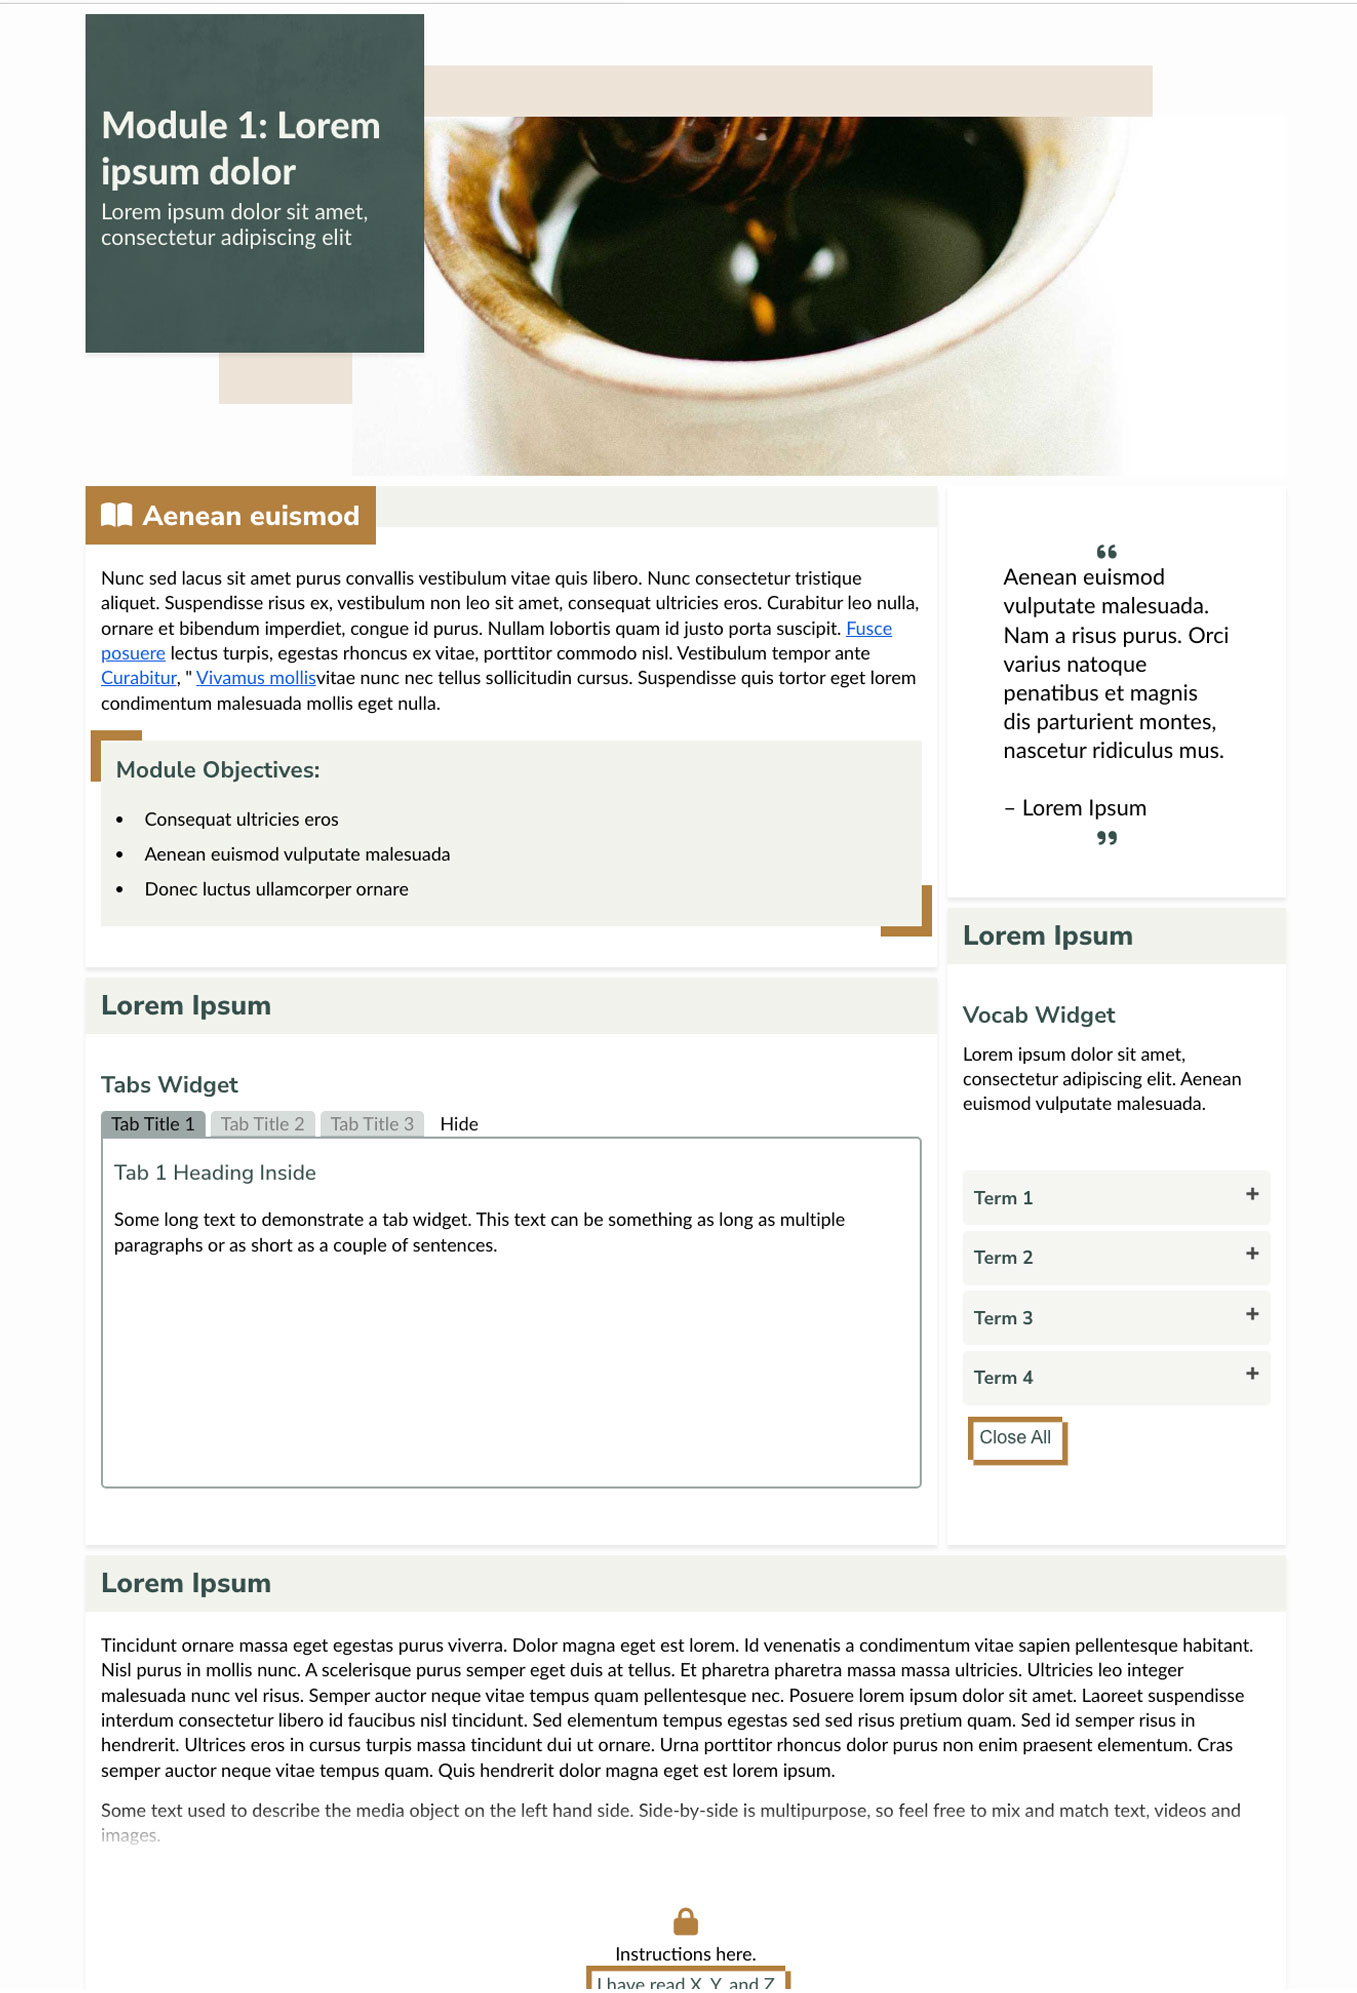 Module 1: Lorem
ipsum dolor
Lorem ipsum dolor sit amet,
consectetur adipiscing elit
Aenean euismod
Nunc sed lacus sit amet purus convallis vestibulum vitae quis libero. Nunc consectetur tristique
aliquet. Suspendisse risus ex, vestibulum non leo sit amet, consequat ultricies eros. Curabitur leo nulla,
ornare et bibendum imperdiet, congue id purus. Nullam lobortis quam id justo porta suscipit. Fusce
posuere lectus turpis, egestas rhoncus ex vitae, porttitor commodo nisl. Vestibulum tempor ante
Curabitur, " Vivamus mollisvitae nunc nec tellus sollicitudin cursus. Suspendisse quis tortor eget lorem
condimentum malesuada mollis eget nulla.
Module Objectives:
• Consequat ultricies eros
• Aenean euismod vulputate malesuada
• Donec luctus ullamcorper ornare
“
Aenean euismod
vulputate malesuada.
Nam a risus purus. Orci
varius natoque
penatibus et magnis
dis parturient montes,
nascetur ridiculus mus.
– Lorem Ipsum
”
Lorem Ipsum
Tabs Widget
Tab Title 1 Tab Title 2 Tab Title 3 Hide
Tab 1 Heading Inside
Some long text to demonstrate a tab widget. This text can be something as long as multiple
paragraphs or as short as a couple of sentences.
Lorem Ipsum
Vocab Widget
Lorem ipsum dolor sit amet,
consectetur adipiscing elit. Aenean
euismod vulputate malesuada.
Term 1 +
Term 2 +
Term 3 +
Term 4 +
Close All
Lorem Ipsum
Tincidunt ornare massa eget egestas purus viverra. Dolor magna eget est lorem. Id venenatis a condimentum vitae sapien pellentesque habitant.
Nisl purus in mollis nunc. A scelerisque purus semper eget duis at tellus. Et pharetra pharetra massa massa ultricies. Ultricies leo integer
malesuada nunc vel risus. Semper auctor neque vitae tempus quam pellentesque nec. Posuere lorem ipsum dolor sit amet. Laoreet suspendisse
interdum consectetur libero id faucibus nisl tincidunt. Sed elementum tempus egestas sed sed risus pretium quam. Sed id semper risus in
hendrerit. Ultrices eros in cursus turpis massa tincidunt dui ut ornare. Urna porttitor rhoncus dolor purus non enim praesent elementum. Cras
semper auctor neque vitae tempus quam. Quis hendrerit dolor magna eget est lorem ipsum.
Some text used to describe the media object on the left hand side. Side-by-side is multipurpose, so feel free to mix and match text, videos and
images.
Instructions here.
I have read X, Y, and Z